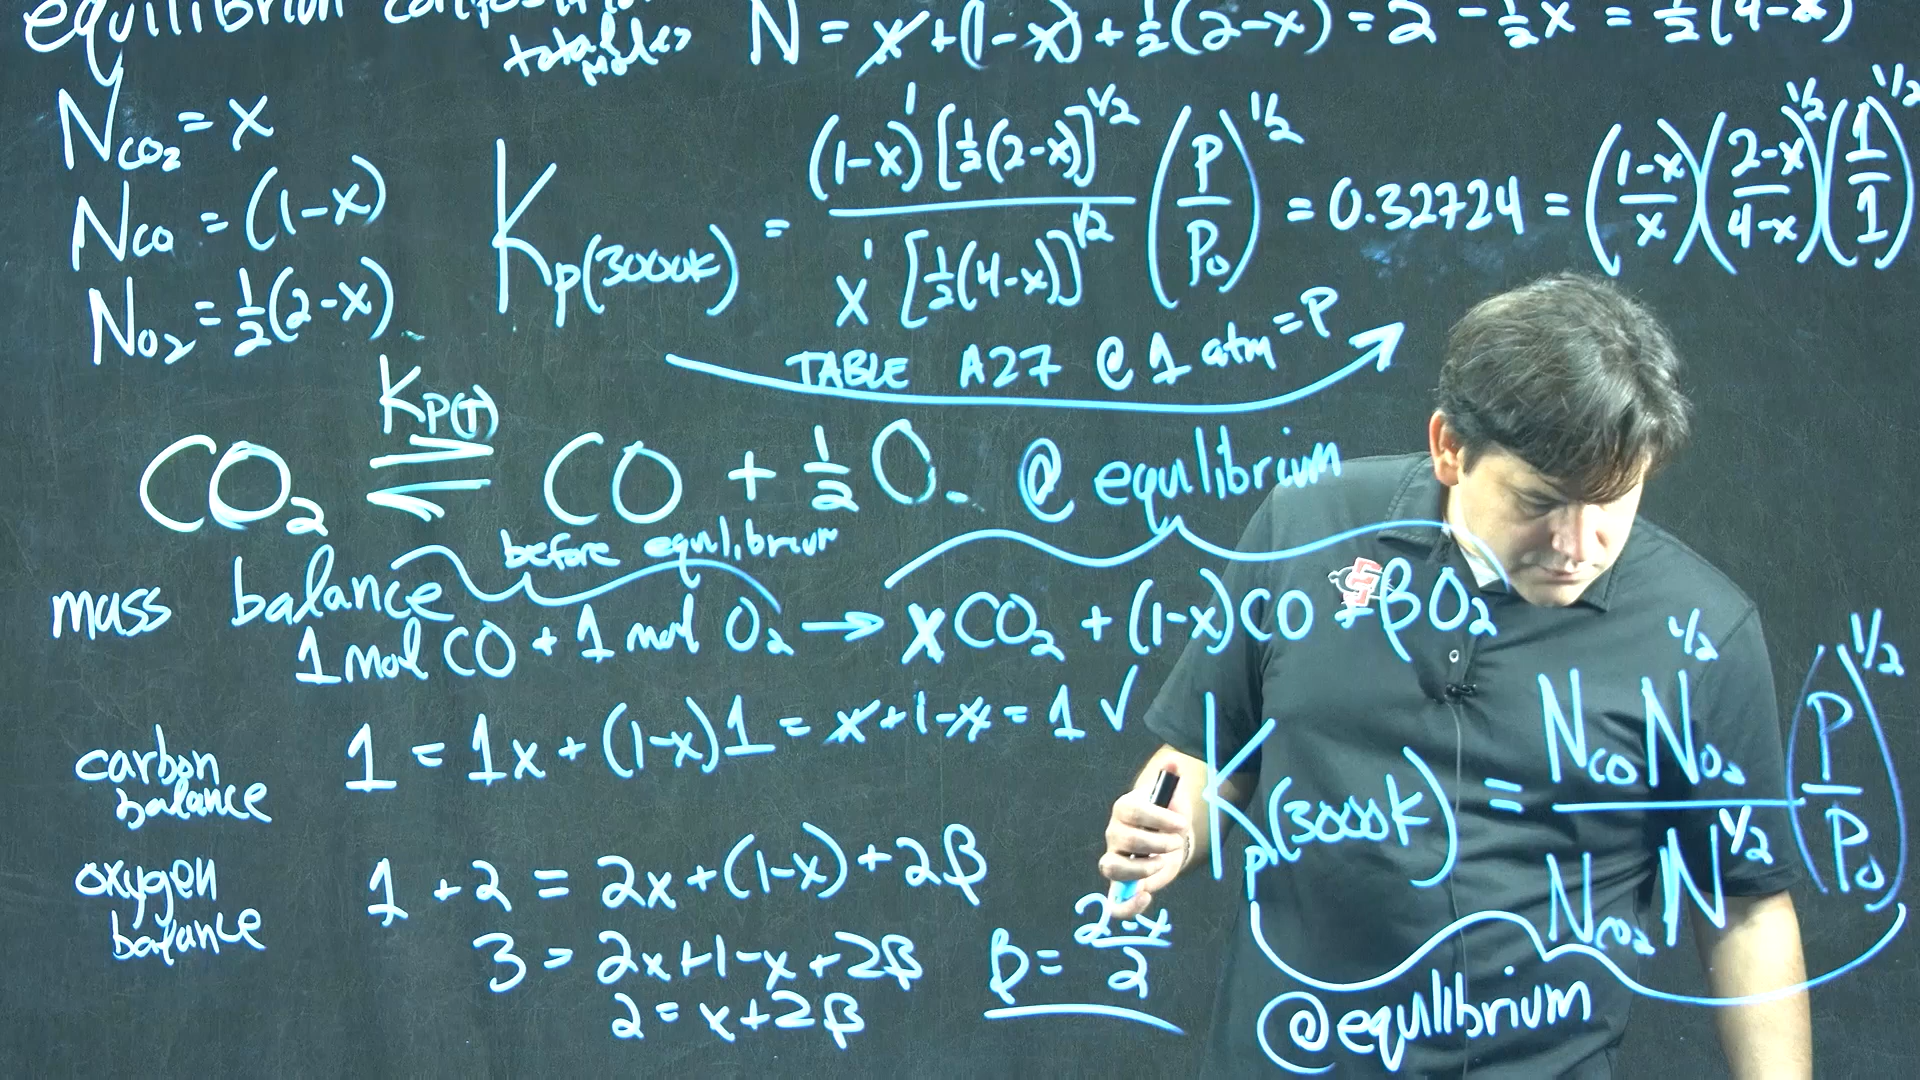 equilibrium composition
total moles N = x + (1-x) + ½(2-x) = 2 - ½x = ½(4-x)
N_CO₂ = x
N_CO = (1-x)
N_O₂ = ½(2-x)
K_p(3000K) = (1-x)¹ [½(2-x)]^1/2 / x¹ [½(4-x)]^1/2 (P/P₀)^1/2 = 0.32724 = ((1-x)/x) ((2-x)/(4-x))^1/2 (1/1)^1/2
TABLE A27 @ 1 atm = P
K_P(T)
CO₂ ⇌ CO + ½ O₂ @ equilibrium
before equilibrium
mass balance
1 mol CO + 1 mol O₂ → xCO₂ + (1-x)CO + βO₂
carbon balance 1 = 1x + (1-x)1 = x + 1 - x = 1 ✓
K_p(3000K) = N_CO N_O₂^1/2 / N_CO₂ N^1/2 (P/P₀)^1/2
oxygen balance 1 + 2 = 2x + (1-x) + 2β
3 = 2x + 1 - x + 2β
2 = x + 2β
β = (2-x)/2
@ equilibrium